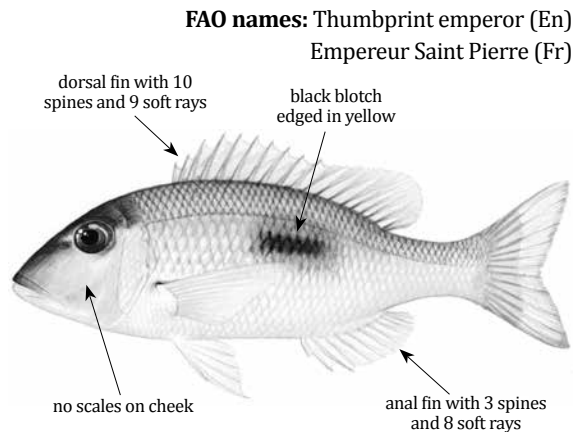 FAO names: Thumbprint emperor (En)
Empereur Saint Pierre (Fr)
dorsal fin with 10
spines and 9 soft rays
black blotch
edged in yellow
no scales on cheek
anal fin with 3 spines
and 8 soft rays